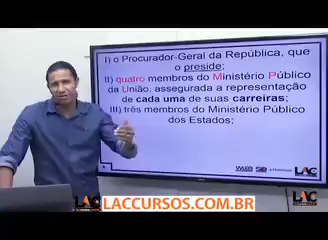 I) o Procurador-Geral da República, que
o preside;
II) quatro membros do Ministério Público
da União, assegurada a representação
de cada uma de suas carreiras;
III) três membros do Ministério Público
dos Estados;
LAC
LAC
LACCURSOS.COM.BR